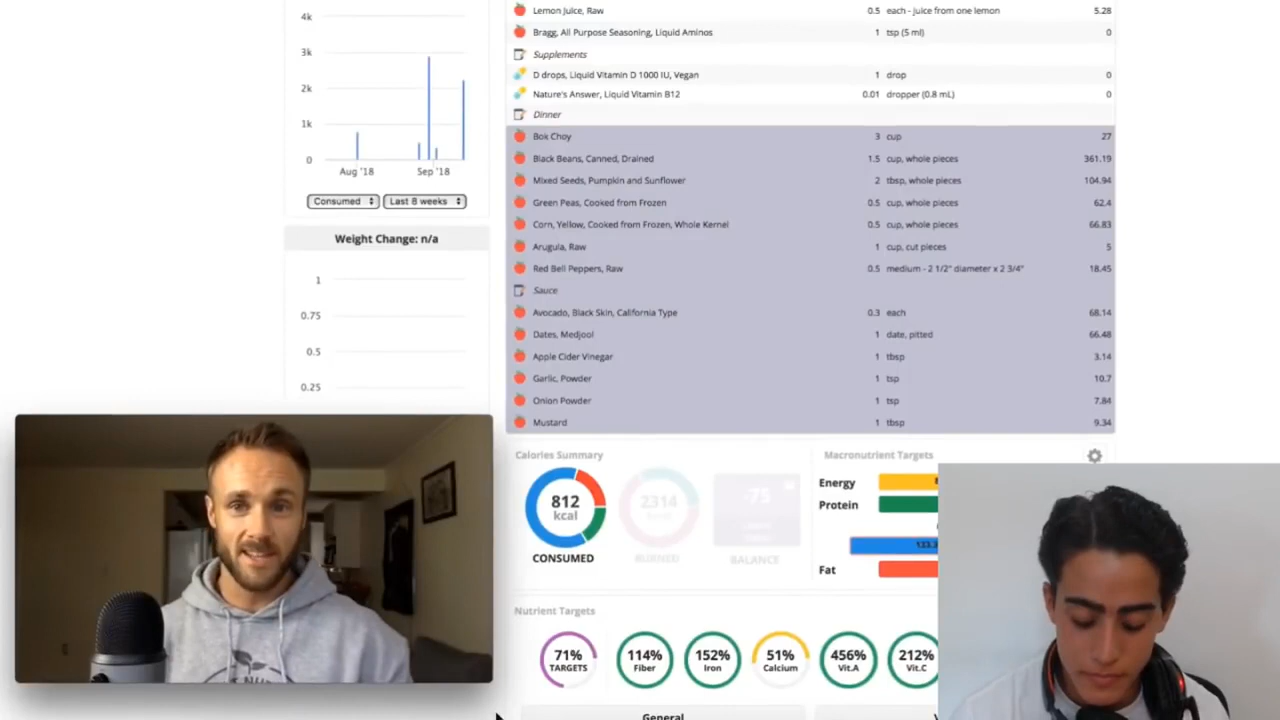 4k
3k
2k
1k
0
Aug '18 Sep '18
Consumed Last 8 weeks
Weight Change: n/a
1
0.75
0.5
0.25
Lemon Juice, Raw 0.5 each - juice from one lemon 5.28
Bragg, All Purpose Seasoning, Liquid Aminos 1 tsp (5 ml) 0
Supplements
D drops, Liquid Vitamin D 1000 IU, Vegan 1 drop 0
Nature's Answer, Liquid Vitamin B12 0.01 dropper (0.8 mL) 0
Dinner
Bok Choy 3 cup 27
Black Beans, Canned, Drained 1.5 cup, whole pieces 361.19
Mixed Seeds, Pumpkin and Sunflower 2 tbsp, whole pieces 104.94
Green Peas, Cooked from Frozen 0.5 cup, whole pieces 62.4
Corn, Yellow, Cooked from Frozen, Whole Kernel 0.5 cup, whole pieces 66.83
Arugula, Raw 1 cup, cut pieces 5
Red Bell Peppers, Raw 0.5 medium - 2 1/2" diameter x 2 3/4" 18.45
Sauce
Avocado, Black Skin, California Type 0.3 each 68.14
Dates, Medjool 1 date, pitted 66.48
Apple Cider Vinegar 1 tbsp 3.14
Garlic, Powder 1 tsp 10.7
Onion Powder 1 tsp 7.84
Mustard 1 tbsp 9.34
Calories Summary
812
kcal
CONSUMED
2314
BURNED
-75
BALANCE
Macronutrient Targets
Energy
Protein
Fat
Nutrient Targets
71%
TARGETS
114%
Fiber
152%
Iron
51%
Calcium
456%
Vit.A
212%
Vit.C
General